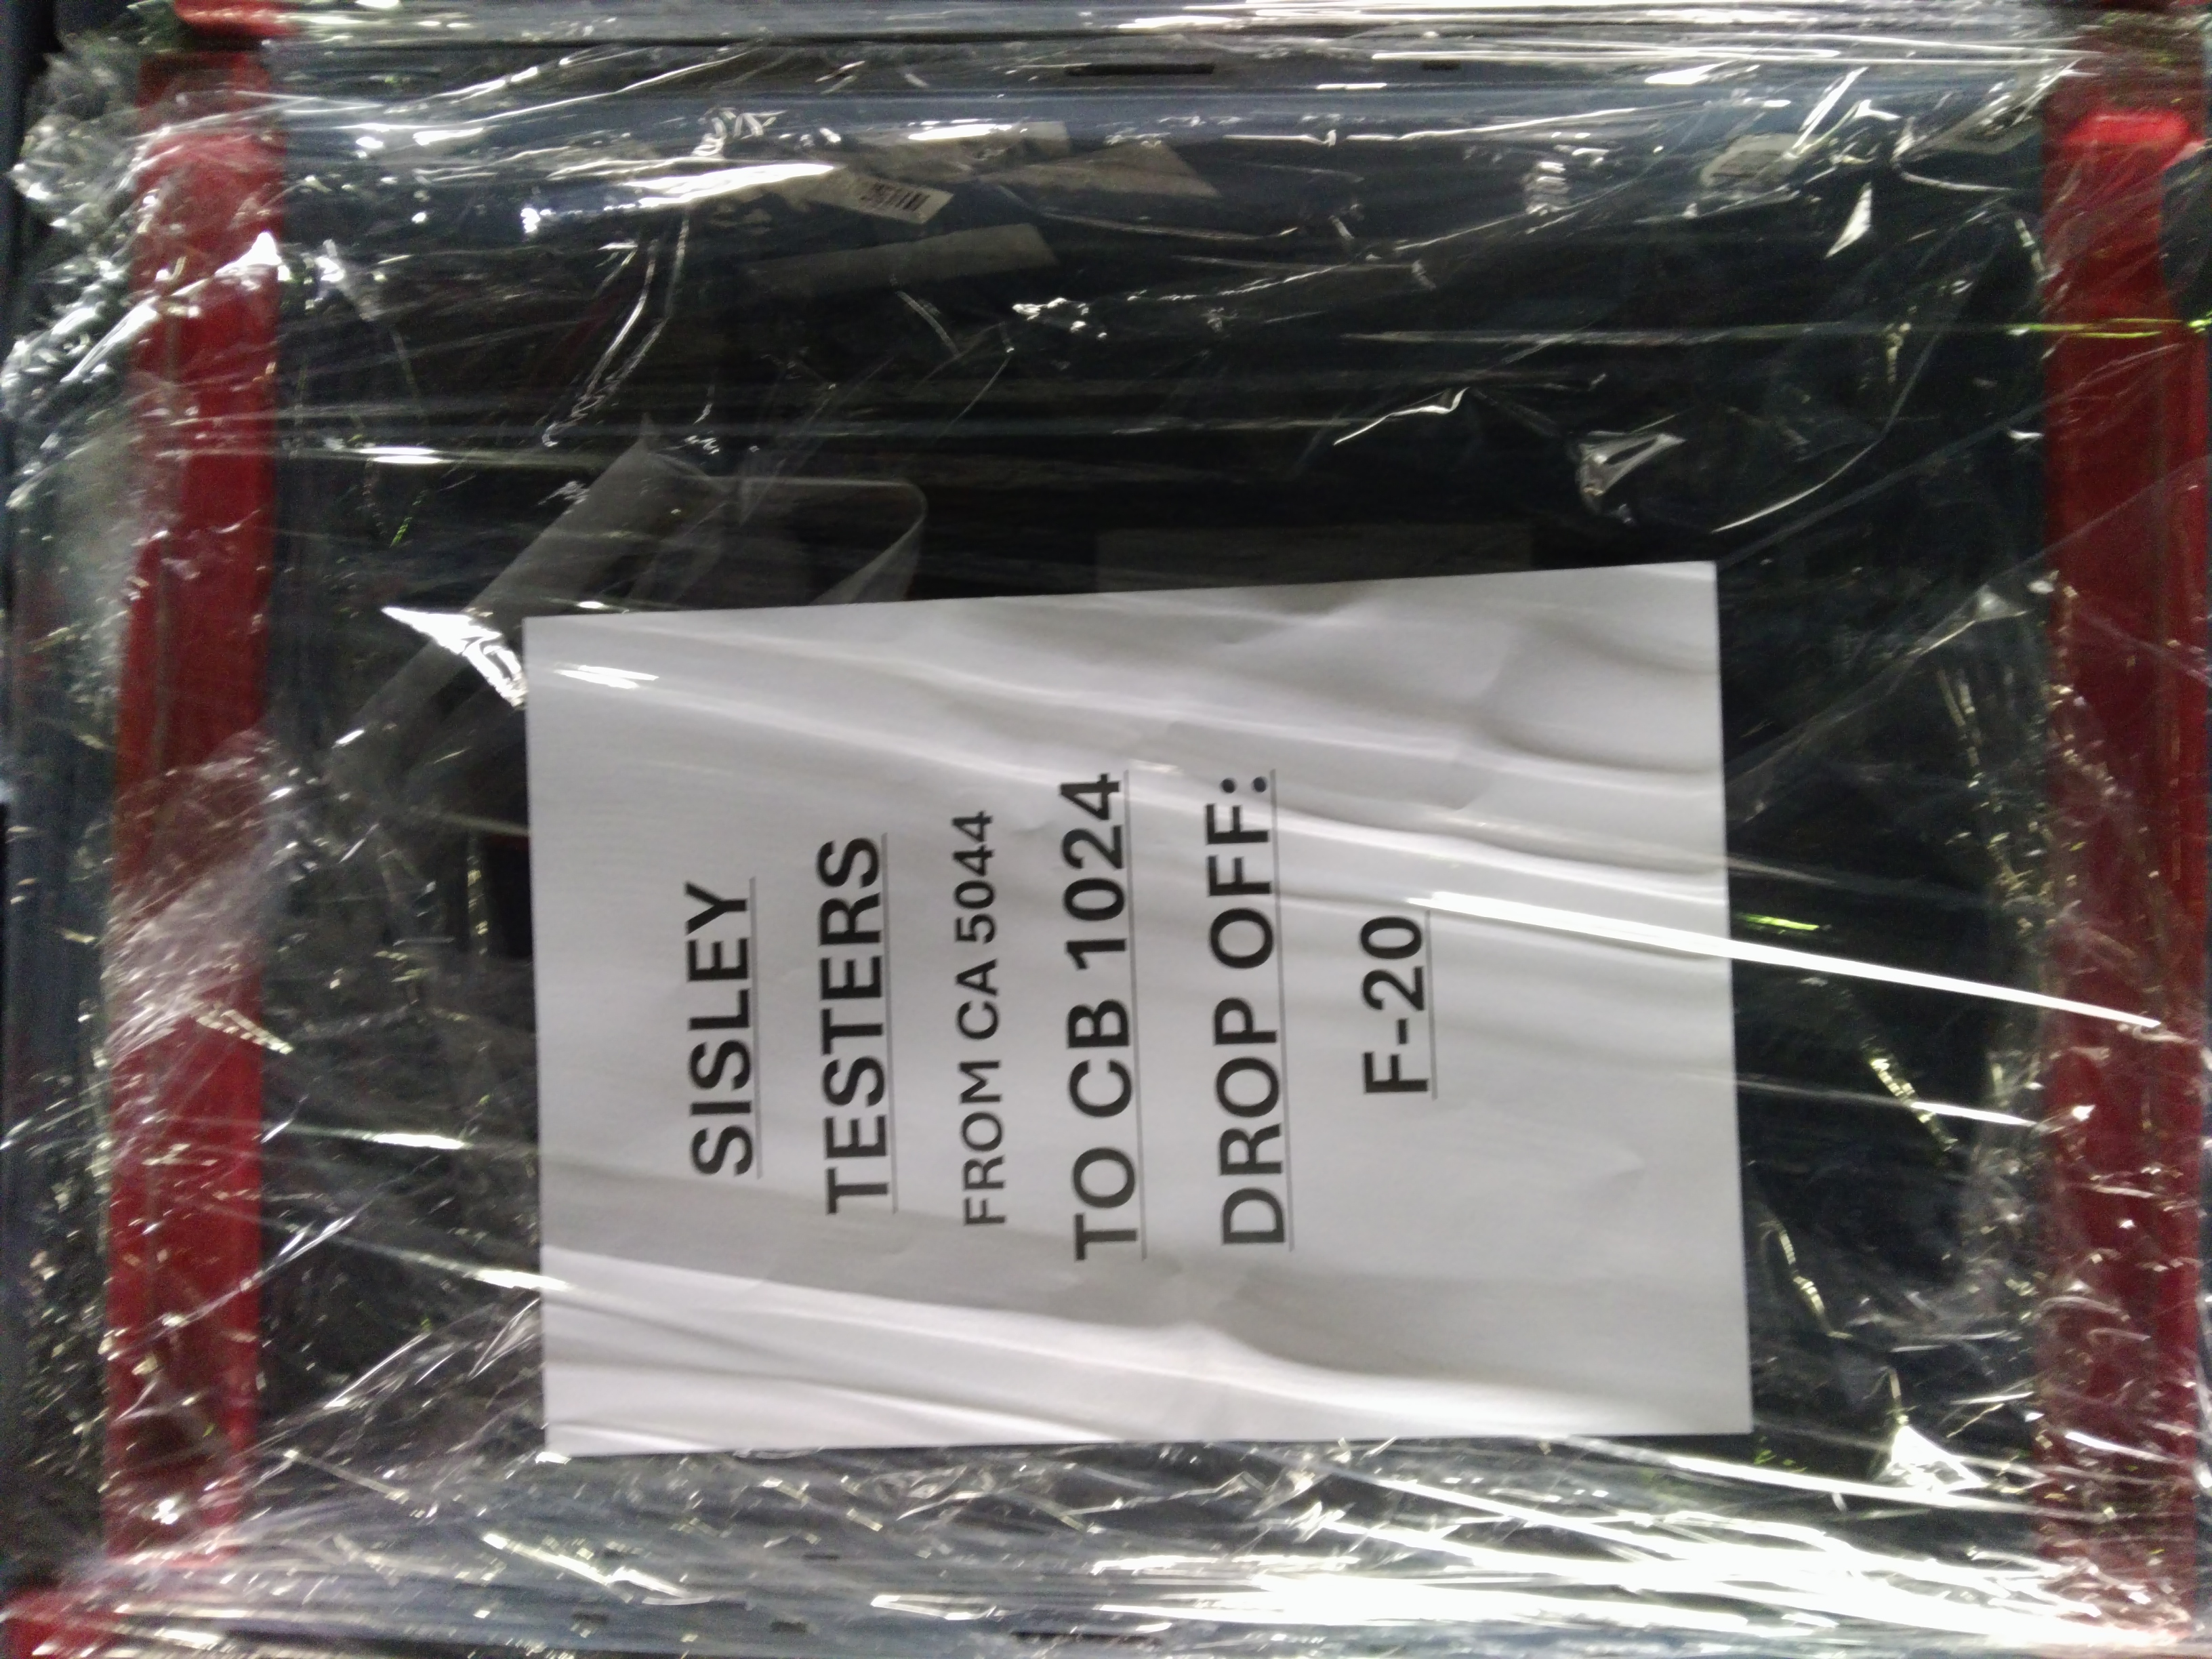 SISLEY
TESTERS
FROM CA 5044
TO CB 1024
DROP OFF:
F-20